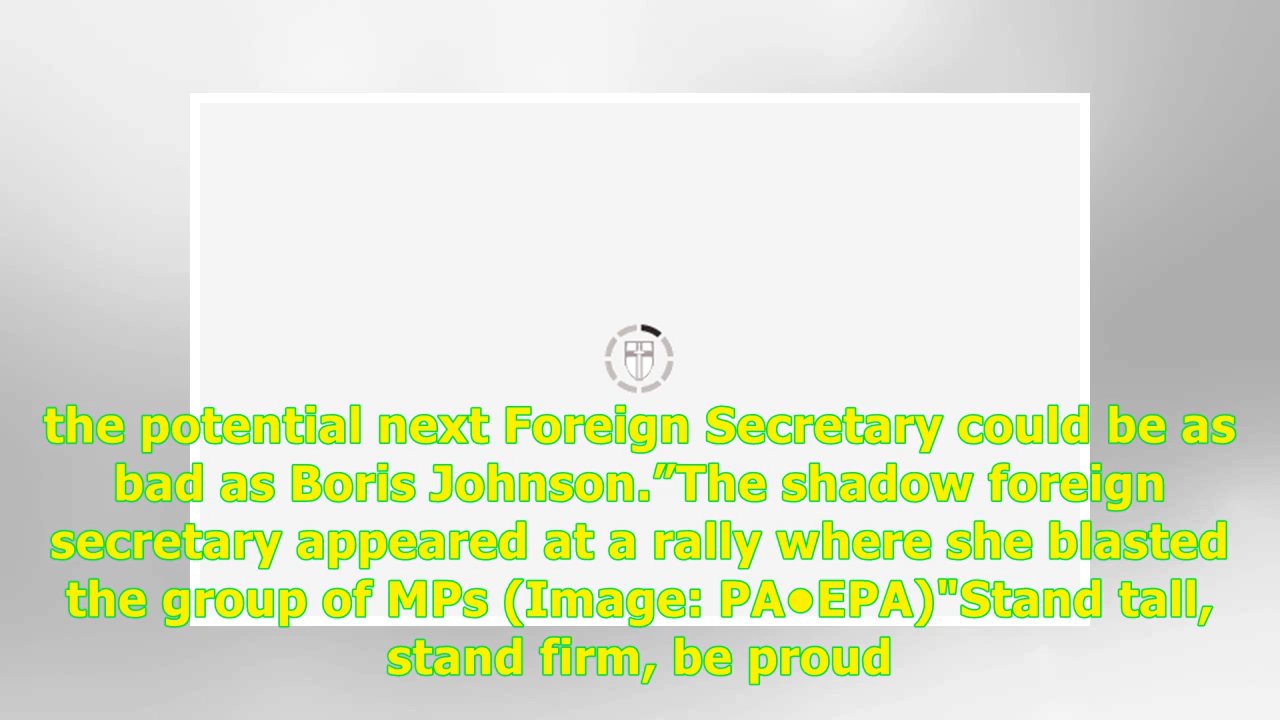 the potential next Foreign Secretary could be as
bad as Boris Johnson.”The shadow foreign
secretary appeared at a rally where she blasted
the group of MPs (Image: PA•EPA)"Stand tall,
stand firm, be proud